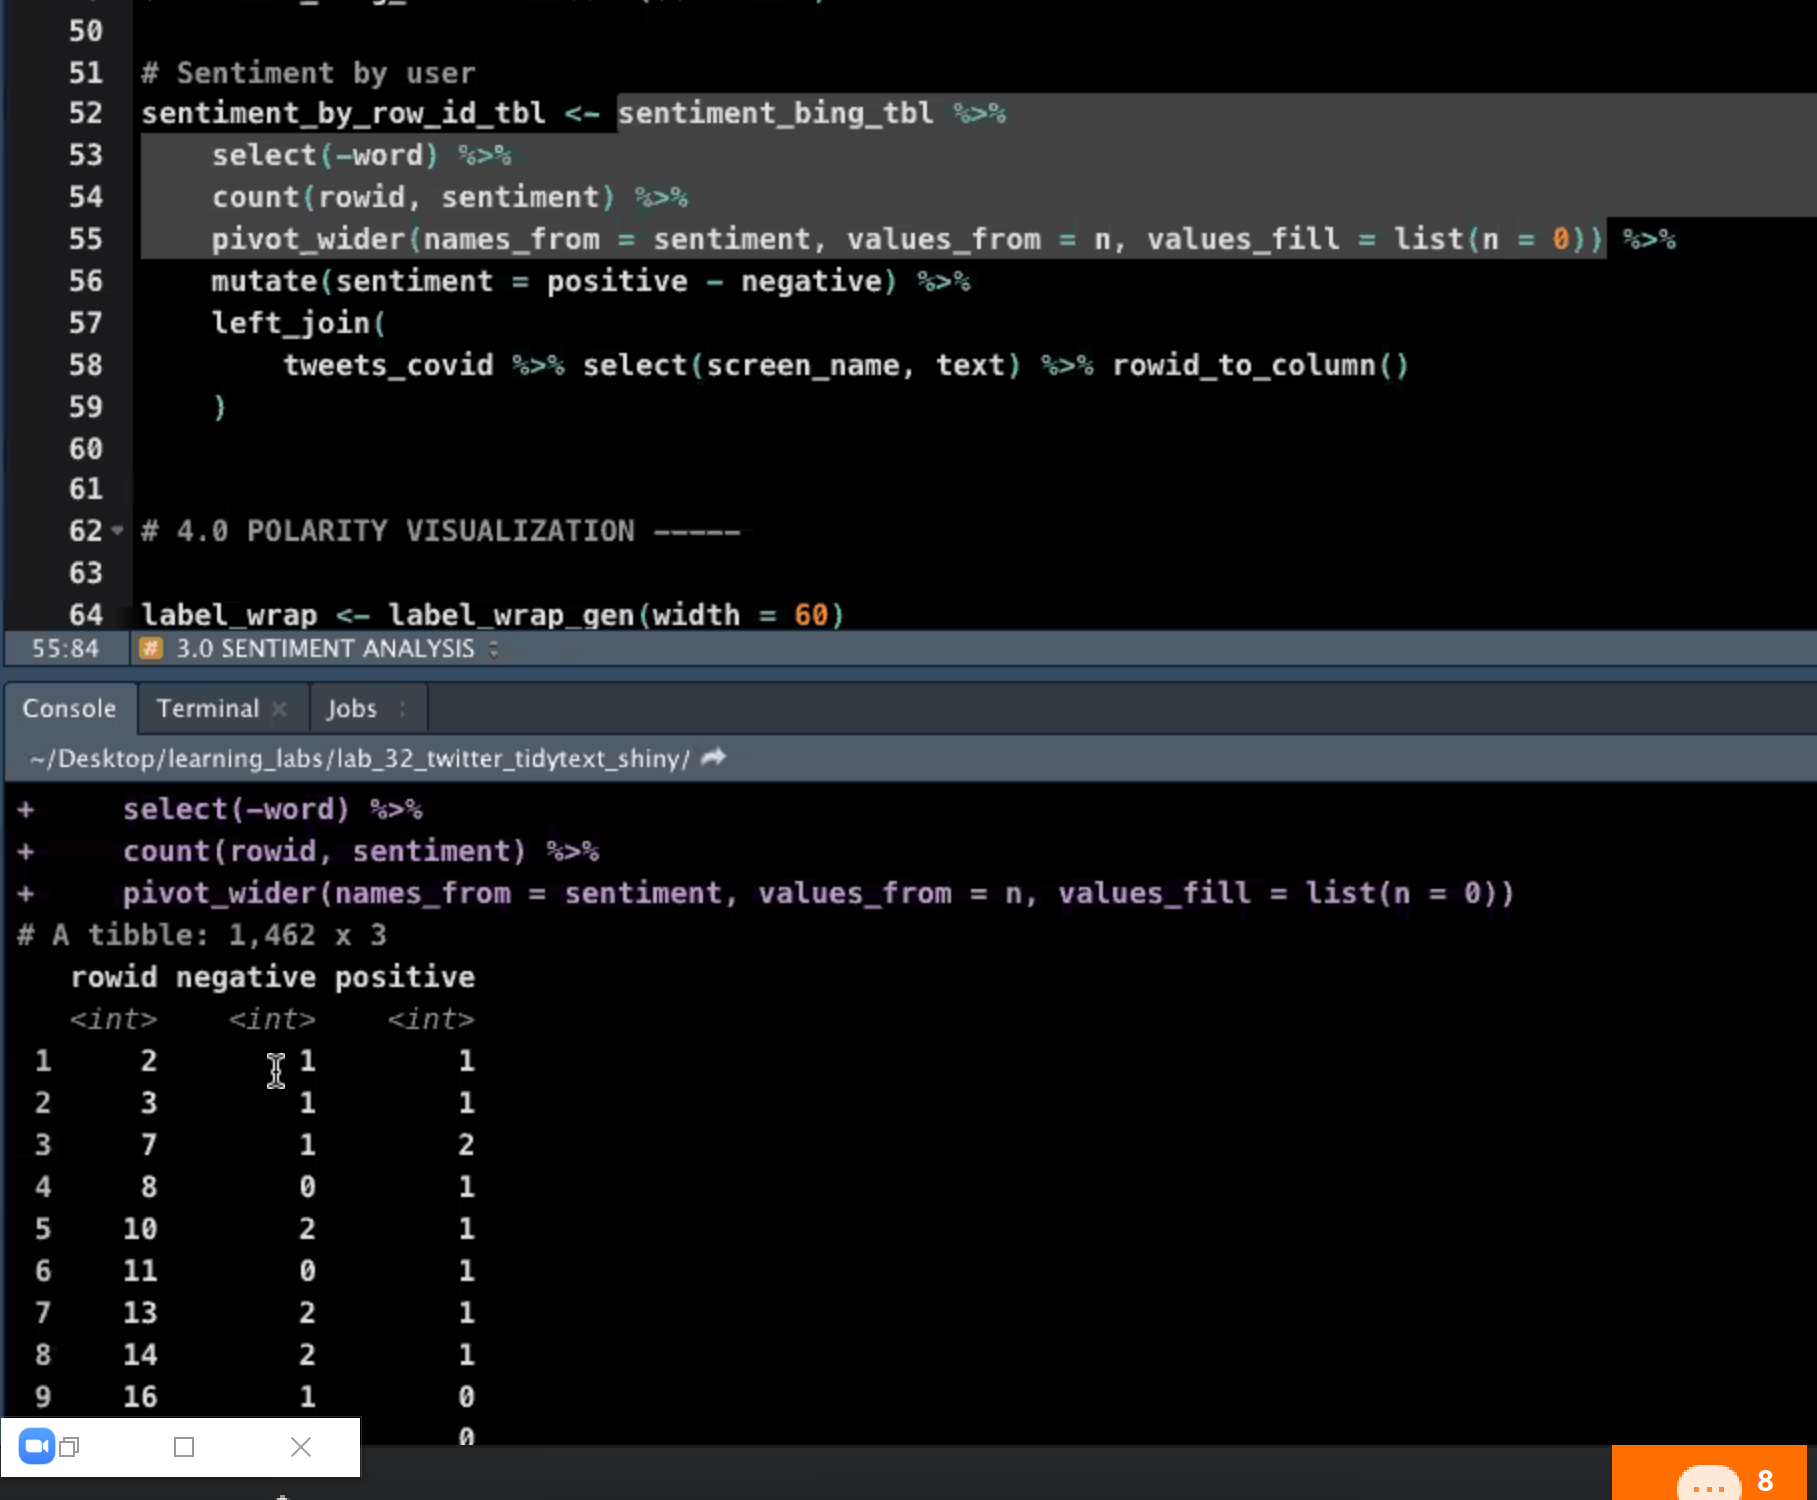 50
51 # Sentiment by user
52 sentiment_by_row_id_tbl <- sentiment_bing_tbl %>%
53     select(-word) %>%
54     count(rowid, sentiment) %>%
55     pivot_wider(names_from = sentiment, values_from = n, values_fill = list(n = 0)) %>%
56     mutate(sentiment = positive - negative) %>%
57     left_join(
58         tweets_covid %>% select(screen_name, text) %>% rowid_to_column()
59     )
60
61
62 # 4.0 POLARITY VISUALIZATION -----
63
64 label_wrap <- label_wrap_gen(width = 60)
55:84 # 3.0 SENTIMENT ANALYSIS
Console Terminal Jobs
~/Desktop/learning_labs/lab_32_twitter_tidytext_shiny/
+     select(-word) %>%
+     count(rowid, sentiment) %>%
+     pivot_wider(names_from = sentiment, values_from = n, values_fill = list(n = 0))
# A tibble: 1,462 x 3
rowid negative positive
<int> <int> <int>
1 2 1 1
2 3 1 1
3 7 1 2
4 8 0 1
5 10 2 1
6 11 0 1
7 13 2 1
8 14 2 1
9 16 1 0
0
8